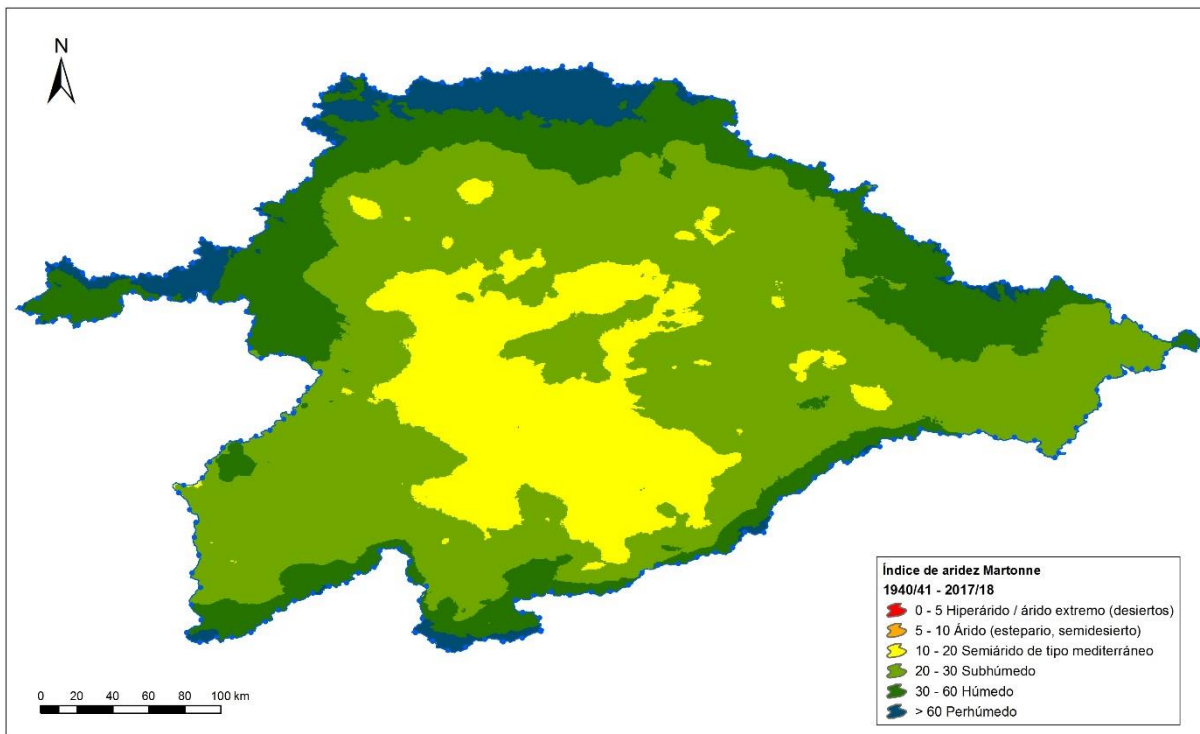 N
Índice de aridez Martonne
1940/41 - 2017/18
0 - 5 Hiperárido / árido extremo (desiertos)
5 - 10 Árido (estepario, semidesierto)
10 - 20 Semiárido de tipo mediterráneo
20 - 30 Subhúmedo
30 - 60 Húmedo
> 60 Perhúmedo
0 20 40 60 80 100 km